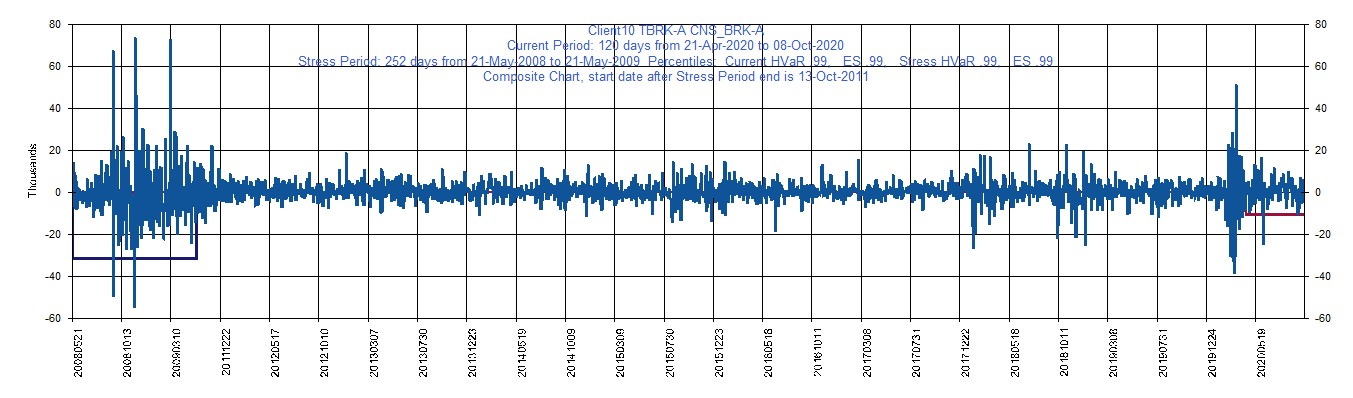 Client10 TBRK-A CNS_BRK-A
Current Period: 120 days from 21-Apr-2020 to 08-Oct-2020
Stress Period: 252 days from 21-May-2008 to 21-May-2009 Percentiles: Current HVaR .99, ES .99, Stress HVaR .99, ES .99
Composite Chart, start date after Stress Period end is 13-Oct-2011
80 80
60 60
40 40
20 20
0 0
-20 -20
-40 -40
-60 -60
Thousands
20080521 20081013 20090310 20111222 20120517 20121010 20130307 20130730 20131223 20140519 20141009 20150309 20150730 20151223 20160518 20161011 20170308 20170731 20171222 20180518 20181011 20190308 20190731 20191224 20200519